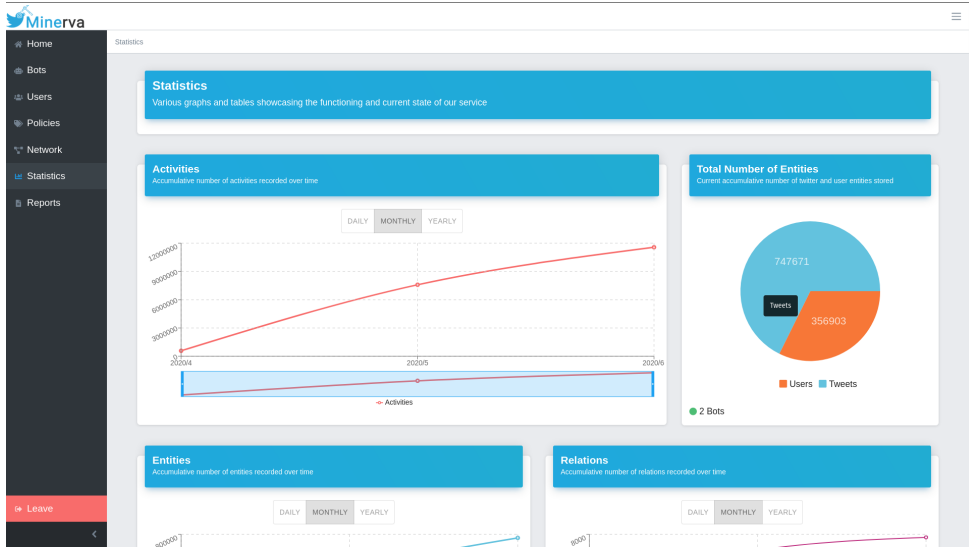 Minerva
Statistics
Home
Bots
Users
Policies
Network
Statistics
Reports
Leave
Statistics
Various graphs and tables showcasing the functioning and current state of our service
Activities
Accumulative number of activities recorded over time
DAILY MONTHLY YEARLY
12000000
9000000
6000000
3000000
0
2020/4 2020/5 2020/6
Activities
Total Number of Entities
Current accumulative number of twitter and user entities stored
747671
Tweets
356903
Users Tweets
2 Bots
Entities
Accumulative number of entities recorded over time
DAILY MONTHLY YEARLY
Relations
Accumulative number of relations recorded over time
DAILY MONTHLY YEARLY
8000